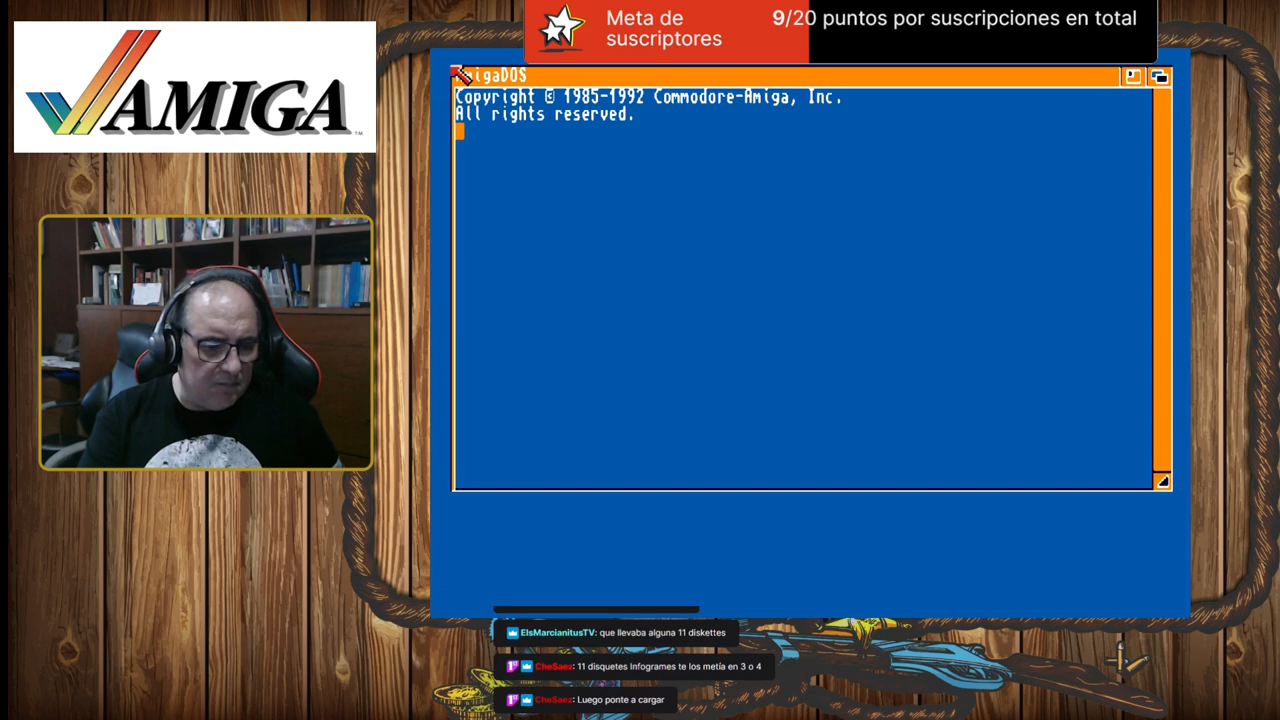 Meta de
suscriptores
9/20 puntos por suscripciones en total
AMIGA™
AmigaDOS
Copyright © 1985-1992 Commodore-Amiga, Inc.
All rights reserved.
ElsMarcianitusTV: que llevaba alguna 11 diskettes
CheSaez: 11 disquetes Infogrames te los metía en 3 o 4
CheSaez: Luego ponte a cargar